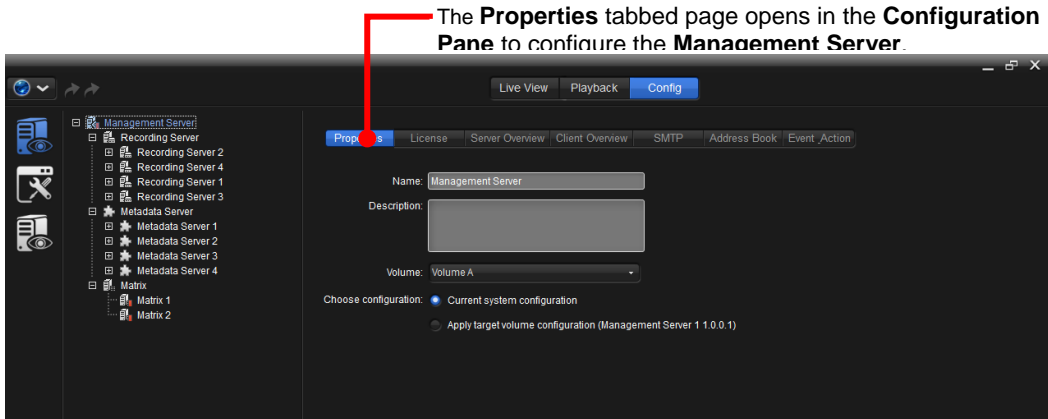 The Properties tabbed page opens in the Configuration
Pane to configure the Management Server.
Live View Playback Config
Management Server
Recording Server
Recording Server 2
Recording Server 4
Recording Server 1
Recording Server 3
Metadata Server
Metadata Server 1
Metadata Server 2
Metadata Server 3
Metadata Server 4
Matrix
Matrix 1
Matrix 2
Properties License Server Overview Client Overview SMTP Address Book Event ,Action
Name: Management Server
Description:
Volume: Volume A
Choose configuration: Current system configuration
Apply target volume configuration (Management Server 1 1.0.0.1)